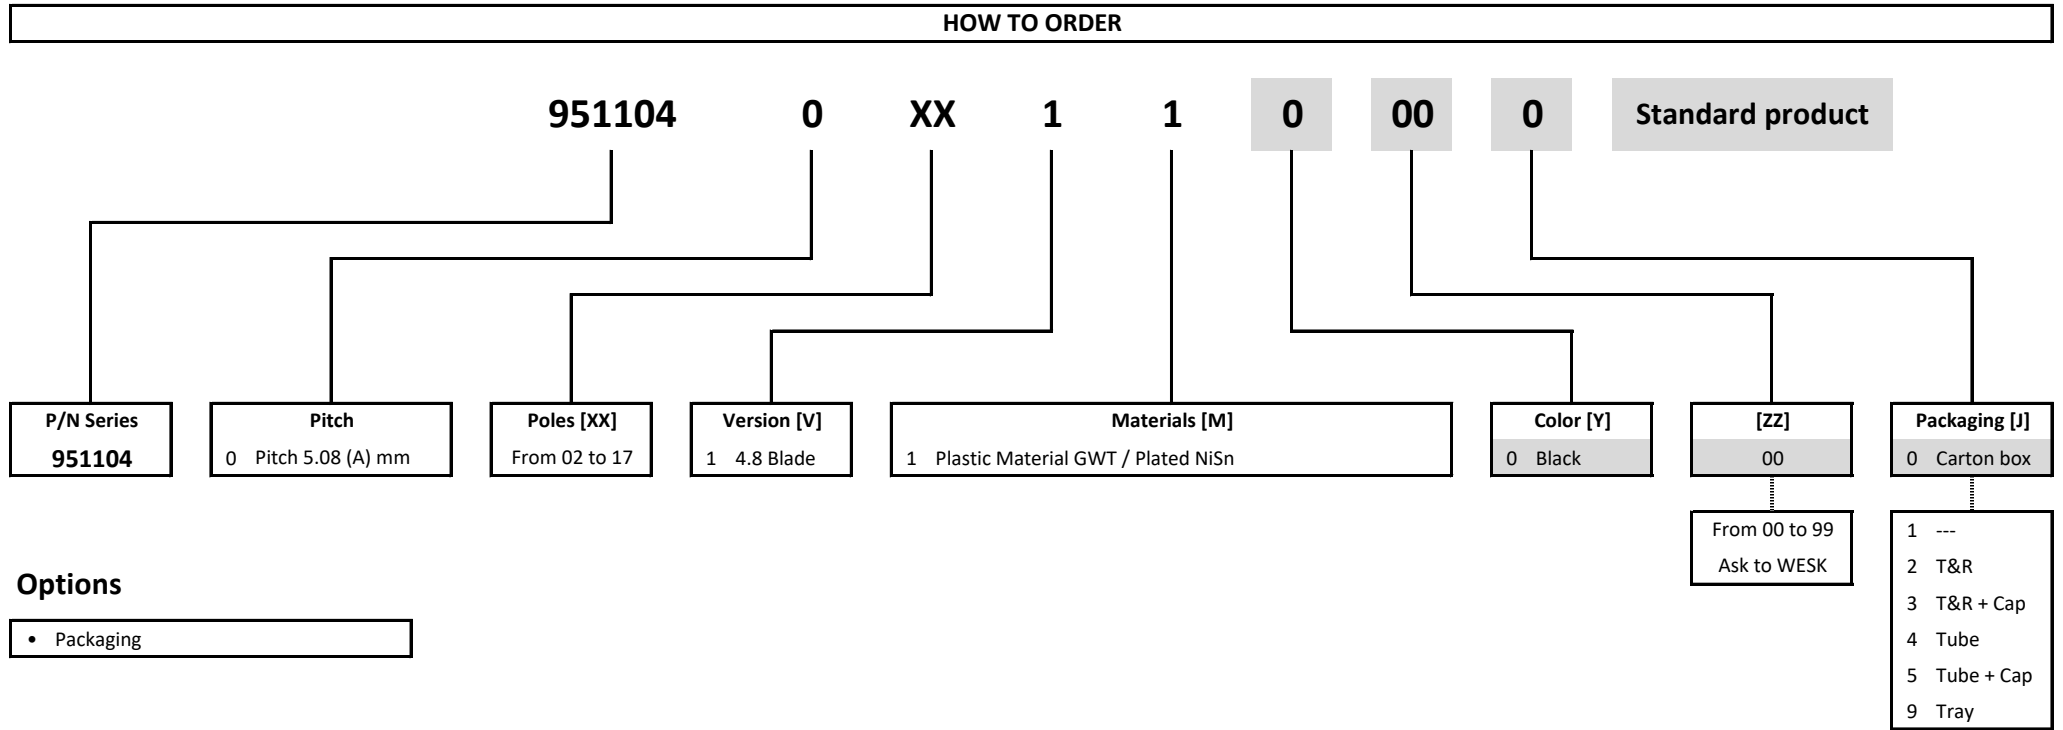 HOW TO ORDER
951104 0 XX 1 1 0 00 0 Standard product
P/N Series Pitch Poles [XX] Version [V] Materials [M] Color [Y] [ZZ] Packaging [J]
951104 0 Pitch 5.08 (A) mm From 02 to 17 1 4.8 Blade 1 Plastic Material GWT / Plated NiSn 0 Black 00 0 Carton box
From 00 to 99
Ask to WESK
1 ---
2 T&R
3 T&R + Cap
4 Tube
5 Tube + Cap
9 Tray
Options
• Packaging